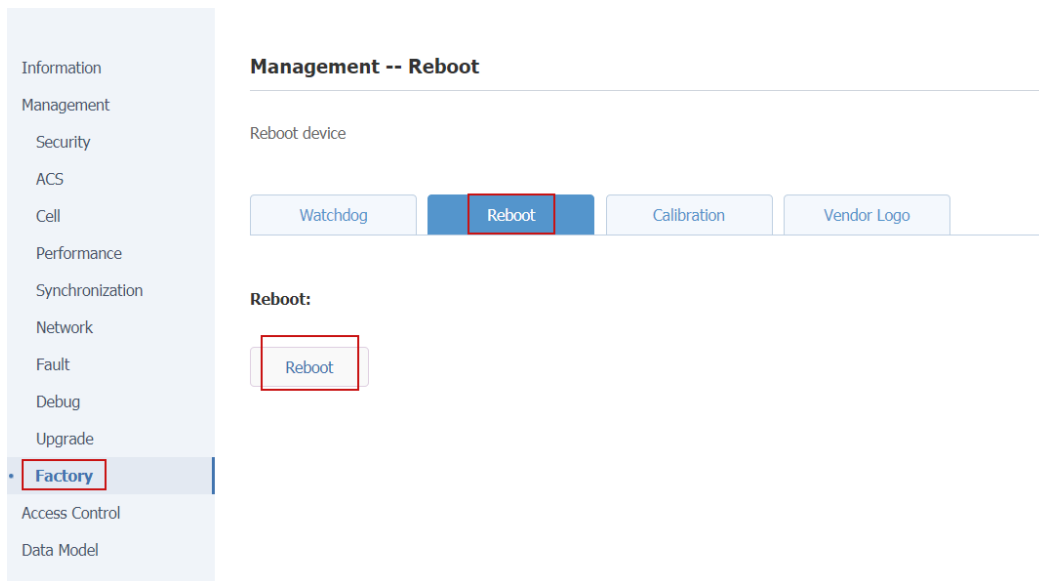 Information
Management
Security
ACS
Cell
Performance
Synchronization
Network
Fault
Debug
Upgrade
Factory
Access Control
Data Model
Management -- Reboot
Reboot device
Watchdog
Reboot
Calibration
Vendor Logo
Reboot:
Reboot